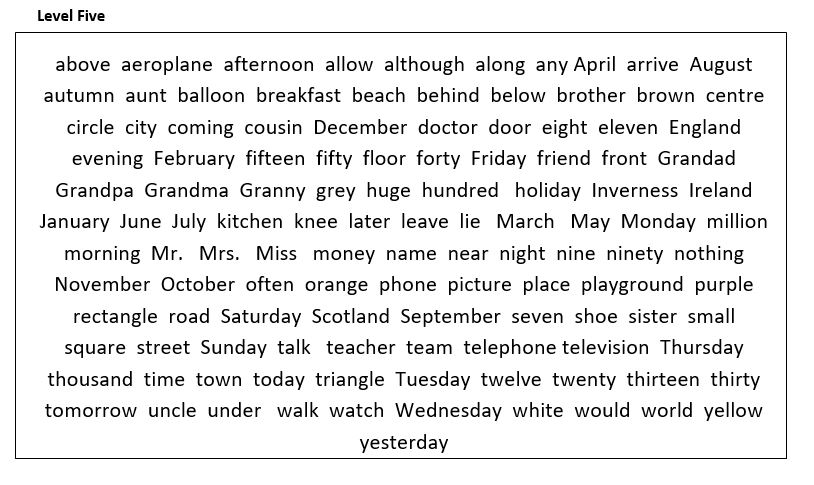 Level Five
above aeroplane afternoon allow although along any April arrive August
autumn aunt balloon breakfast beach behind below brother brown centre
circle city coming cousin December doctor door eight eleven England
evening February fifteen fifty floor forty Friday friend front Grandad
Grandpa Grandma Granny grey huge hundred holiday Inverness Ireland
January June July kitchen knee later leave lie March May Monday million
morning Mr. Mrs. Miss money name near night nine ninety nothing
November October often orange phone picture place playground purple
rectangle road Saturday Scotland September seven shoe sister small
square street Sunday talk teacher team telephone television Thursday
thousand time town today triangle Tuesday twelve twenty thirteen thirty
tomorrow uncle under walk watch Wednesday white would world yellow
yesterday